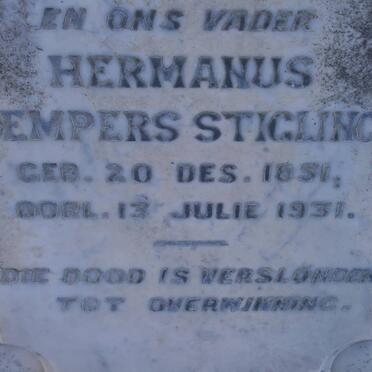 EN ONS VADER
HERMANUS
EMPERS STIGLING
GEB. 20 DES. 1851,
OORL. 13 JULIE 1931.
DIE DOOD IS VERSLONDEN
TOT OVERWINNING.